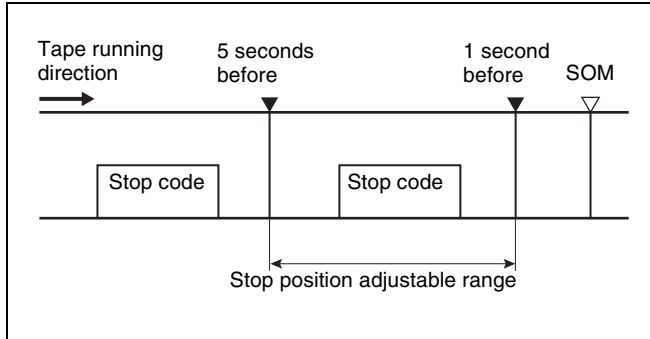 Tape running
direction
5 seconds
before
1 second
before
SOM
Stop code
Stop code
Stop position adjustable range